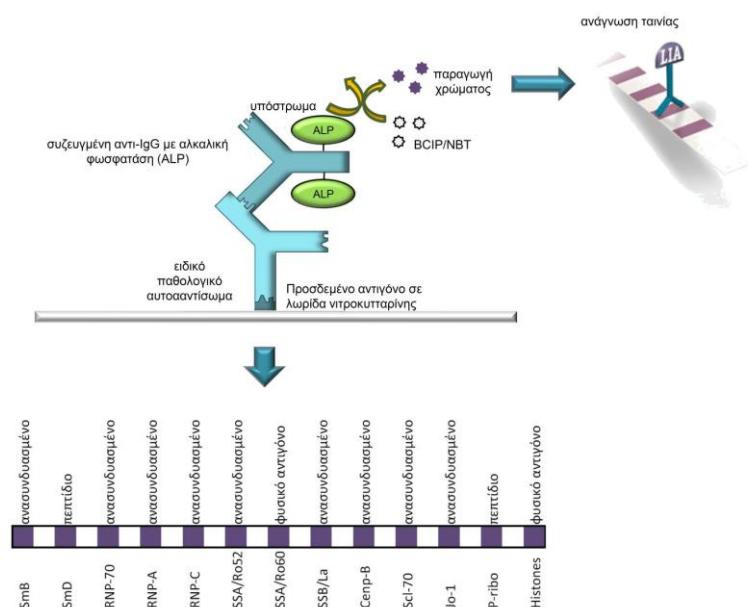 ανάγνωση ταινίας
LIA
παραγωγή
χρώματος
υπόστρωμα
ALP
BCIP/NBT
συζευγμένη αντι-IgG με αλκαλική
φωσφατάση (ALP)
ALP
ειδικό
παθολογικό
αυτοααντίσωμα
Προσδεμένο αντιγόνο σε
λωρίδα νιτροκυτταρίνης
ανασυνδυασμένο
πεπτίδιο
ανασυνδυασμένο
ανασυνδυασμένο
ανασυνδυασμένο
ανασυνδυασμένο
φυσικό αντιγόνο
ανασυνδυασμένο
ανασυνδυασμένο
ανασυνδυασμένο
ανασυνδυασμένο
πεπτίδιο
φυσικό αντιγόνο
SmB
SmD
RNP-70
RNP-A
RNP-C
SSA/Ro52
SSA/Ro60
SSB/La
Cenp-B
Scl-70
Jo-1
P-ribo
Histones